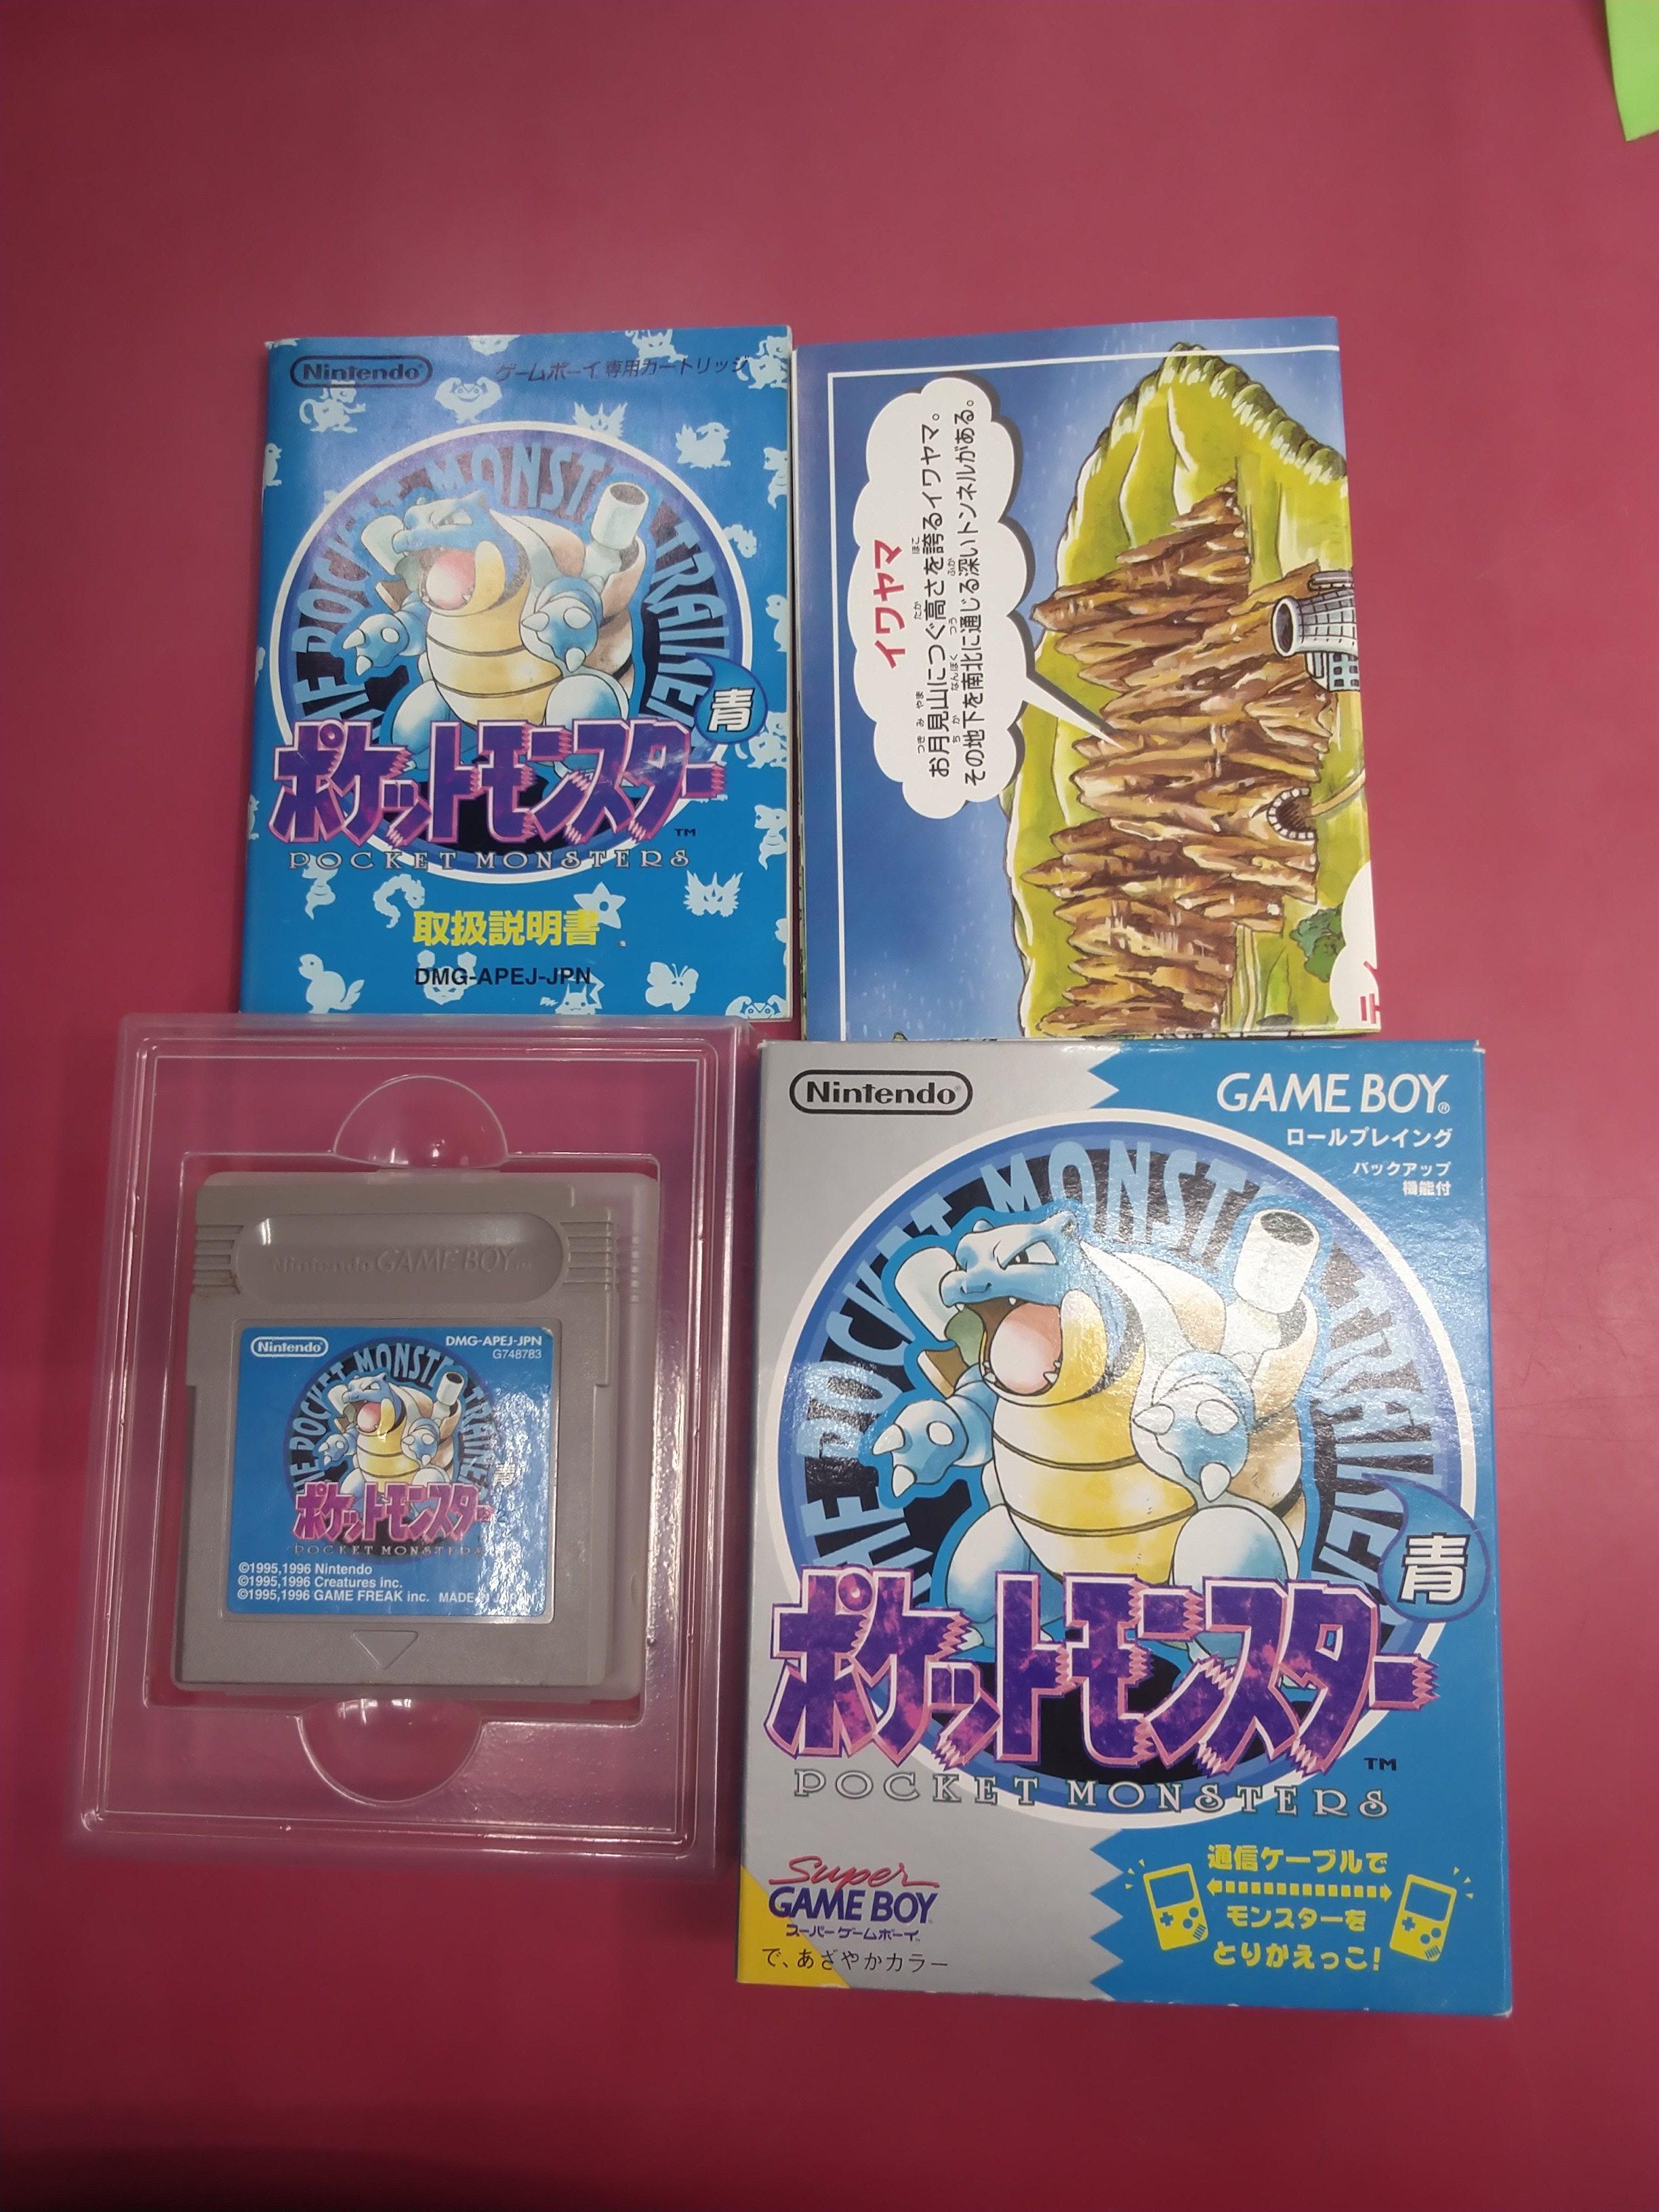 Nintendo
ゲームボーイ専用カートリッジ
THE POCKET MONSTERS TRAINER
青
ポケットモンスター
TM
POCKET MONSTERS
取扱説明書
DMG-APEJ-JPN
イワヤマ
お月見山につぐ高さを誇るイワヤマ。
その地下を南北に通じる深いトンネルがある。
Nintendo GAME BOY TM
Nintendo
DMG-APEJ-JPN
G748783
THE POCKET MONSTERS TRAINER
青
ポケットモンスター
POCKET MONSTERS
©1995,1996 Nintendo
©1995,1996 Creatures inc.
©1995,1996 GAME FREAK inc. MADE IN JAPAN
Nintendo®
GAME BOY®
ロールプレイング
バックアップ
機能付
THE POCKET MONSTERS TRAINER
青
ポケットモンスター
TM
POCKET MONSTERS
Super
GAME BOY
スーパーゲームボーイ
で、あざやかカラー
通信ケーブルで
モンスターを
とりかえっこ!